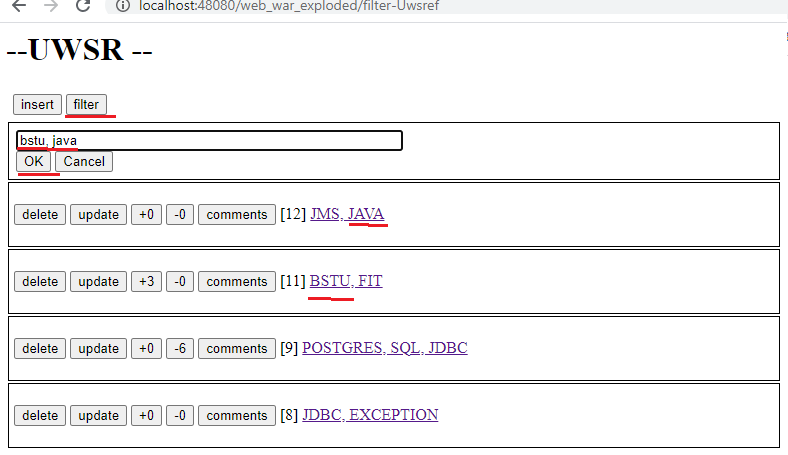 localhost:48080/web_war_exploded/filter-Uwsref
--UWSR --
insert filter
bstu, java
OK Cancel
delete update +0 -0 comments [12] JMS, JAVA
delete update +3 -0 comments [11] BSTU, FIT
delete update +0 -6 comments [9] POSTGRES, SQL, JDBC
delete update +0 -0 comments [8] JDBC, EXCEPTION